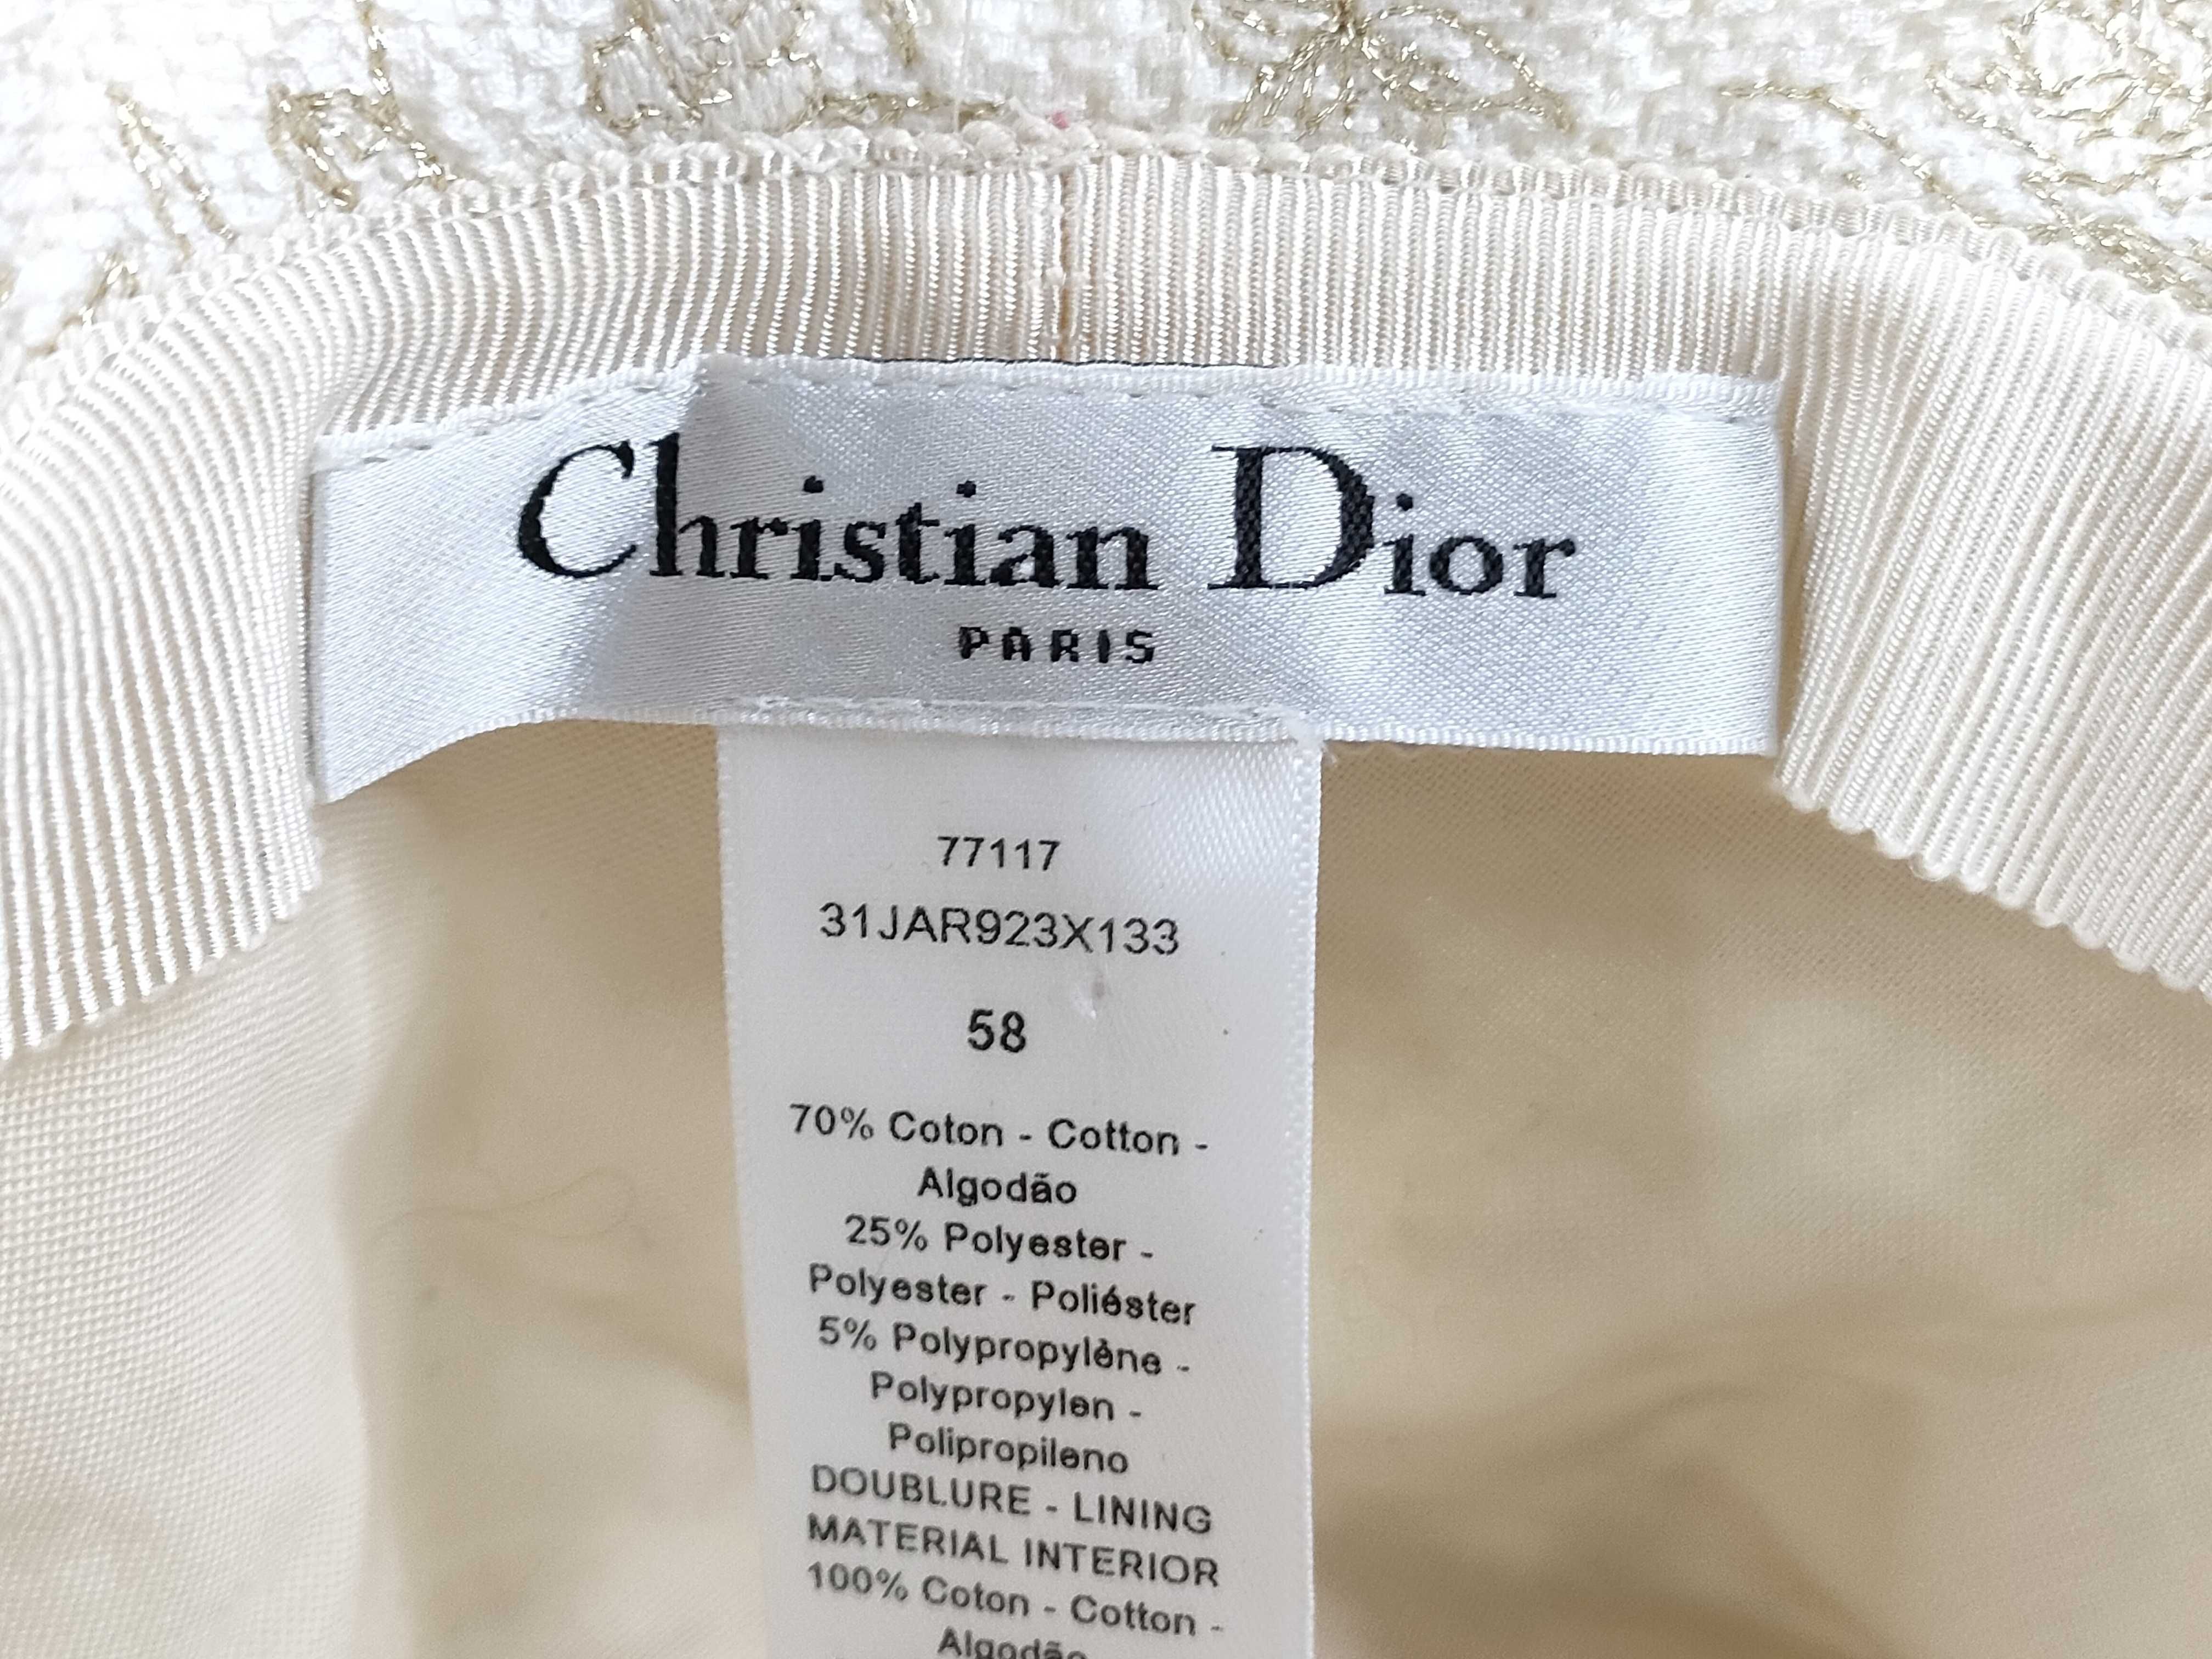 Christian Dior
PARIS
77117
31JAR923X133
58
70% Coton - Cotton -
Algodão
25% Polyester -
Polyester - Poliéster
5% Polypropylène -
Polypropylen -
Polipropileno
DOUBLURE - LINING
MATERIAL INTERIOR
100% Coton - Cotton -
Algodão